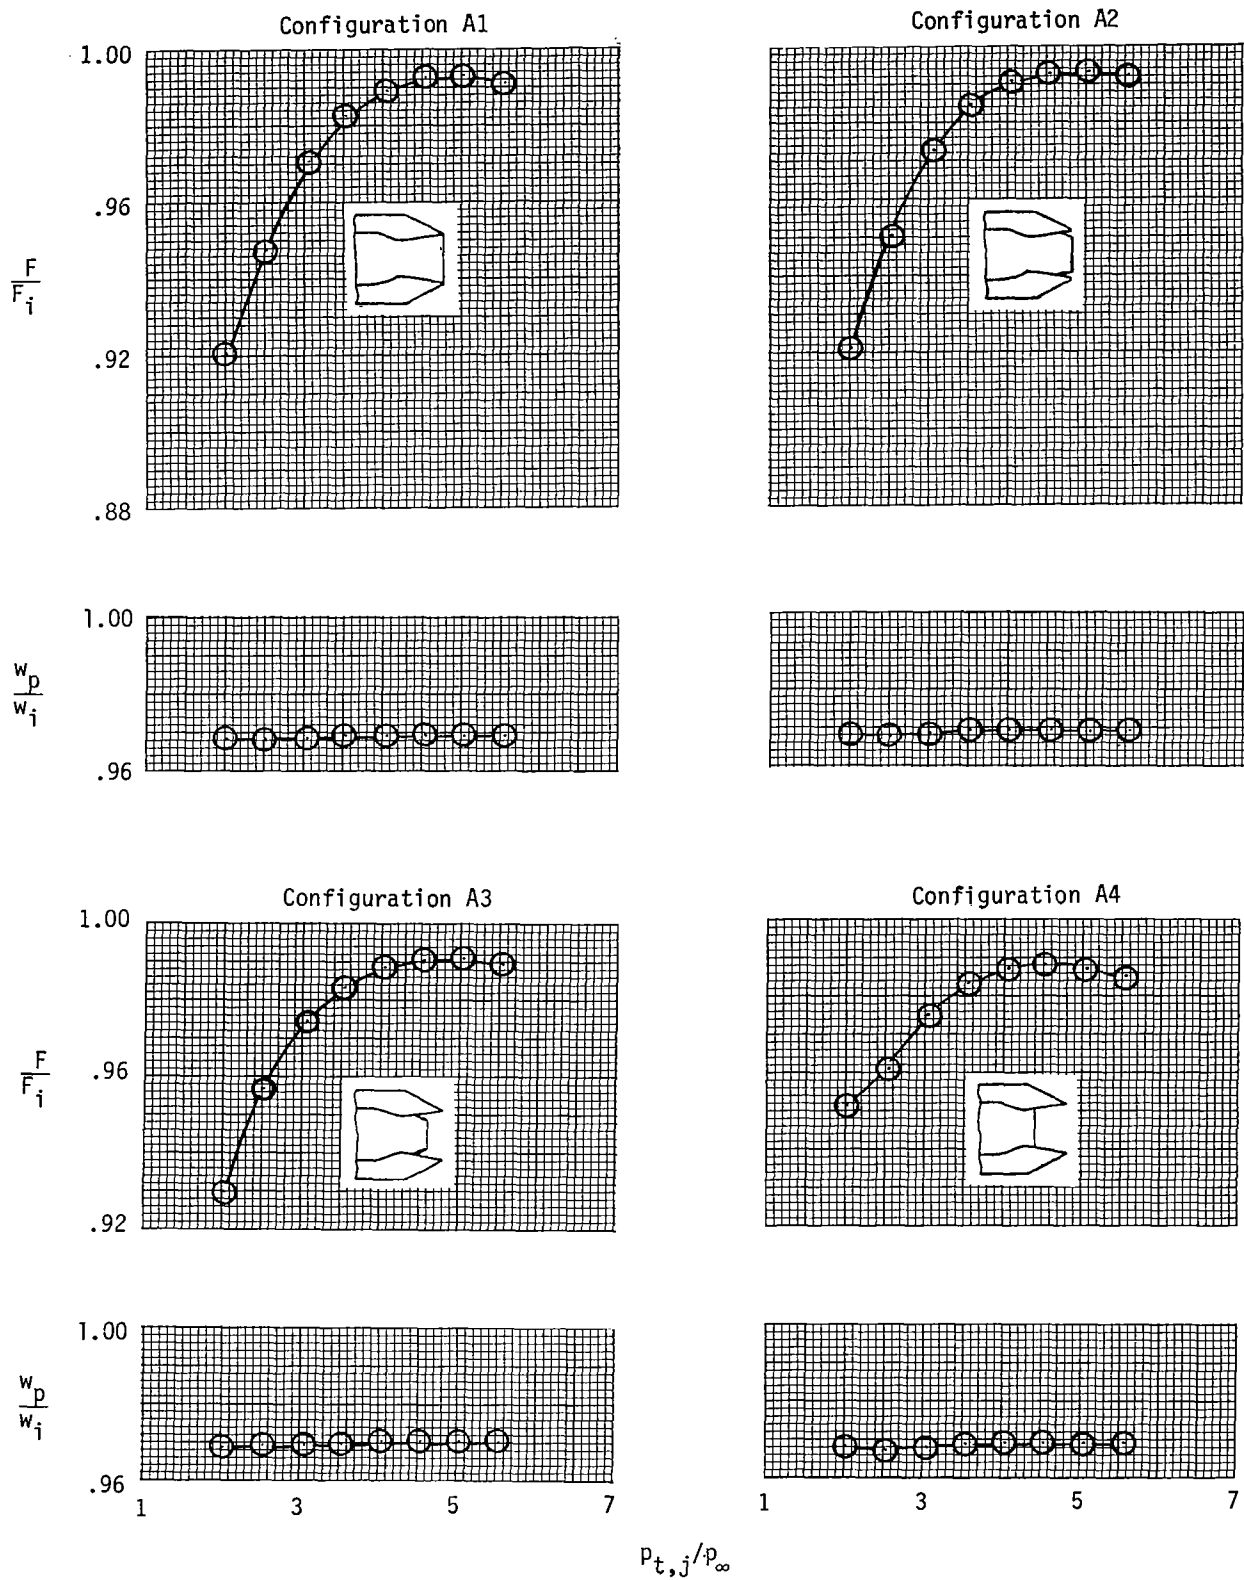 Configuration A1
Configuration A2
1.00
.96
F
F_i
.92
.88
1.00
w_p
w_i
.96
Configuration A3
Configuration A4
1.00
.96
F
F_i
.92
1.00
w_p
w_i
.96
1 3 5 7
1 3 5 7
p_t,j/p_∞